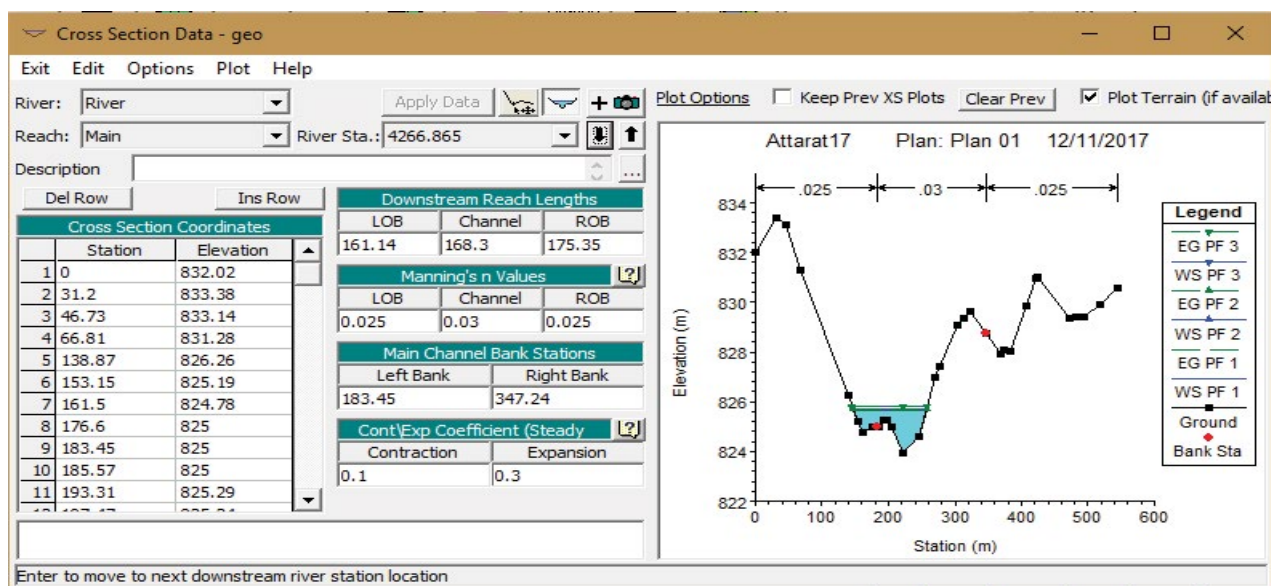 Cross Section Data - geo
Exit Edit Options Plot Help
River: River Apply Data + Plot Options Keep Prev XS Plots Clear Prev Plot Terrain (if availab
Reach: Main River Sta.: 4266.865
Description ...
Del Row Ins Row
Cross Section Coordinates
Station Elevation
1 0 832.02
2 31.2 833.38
3 46.73 833.14
4 66.81 831.28
5 138.87 826.26
6 153.15 825.19
7 161.5 824.78
8 176.6 825
9 183.45 825
10 185.57 825
11 193.31 825.29
Downstream Reach Lengths
LOB Channel ROB
161.14 168.3 175.35
Manning's n Values
LOB Channel ROB
0.025 0.03 0.025
Main Channel Bank Stations
Left Bank Right Bank
183.45 347.24
Cont\Exp Coefficient (Steady
Contraction Expansion
0.1 0.3
Attarat17 Plan: Plan 01 12/11/2017
.025 .03 .025
834
832
830
828
826
824
822
Elevation (m)
0 100 200 300 400 500 600
Station (m)
Legend
EG PF 3
WS PF 3
EG PF 2
WS PF 2
EG PF 1
WS PF 1
Ground
Bank Sta
Enter to move to next downstream river station location